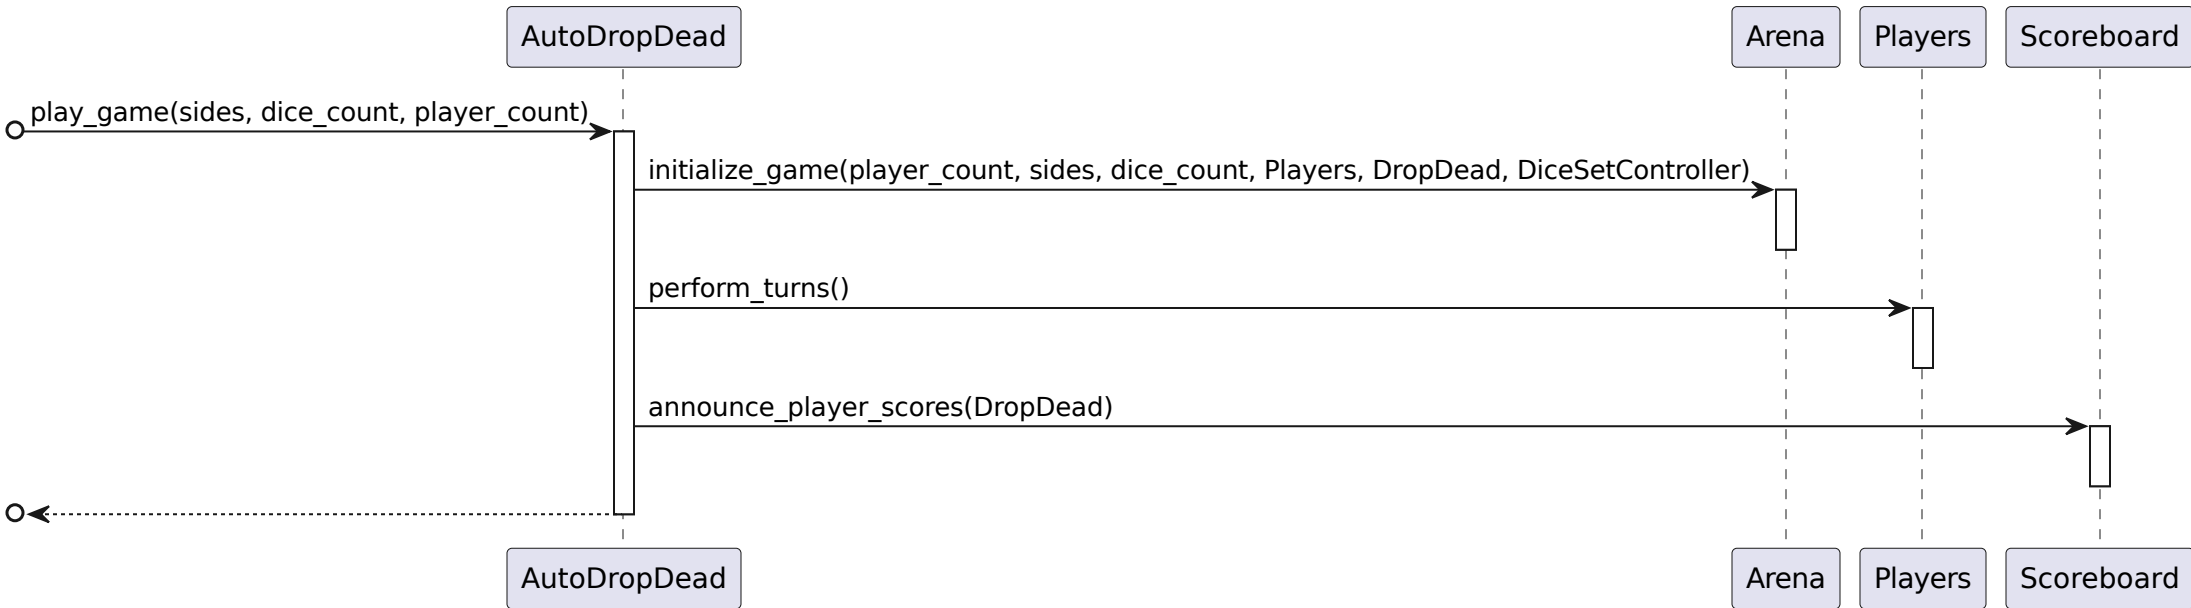 AutoDropDead
Arena
Players
Scoreboard
play_game(sides, dice_count, player_count)
initialize_game(player_count, sides, dice_count, Players, DropDead, DiceSetController)
perform_turns()
announce_player_scores(DropDead)
AutoDropDead
Arena
Players
Scoreboard